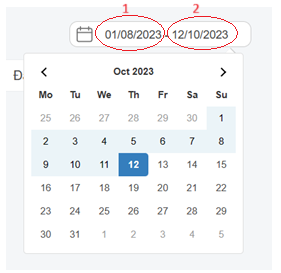 1 2
01/08/2023 - 12/10/2023
Đ
Oct 2023
Mo Tu We Th Fr Sa Su
25 26 27 28 29 30 1
2 3 4 5 6 7 8
9 10 11 12 13 14 15
16 17 18 19 20 21 22
23 24 25 26 27 28 29
30 31 1 2 3 4 5